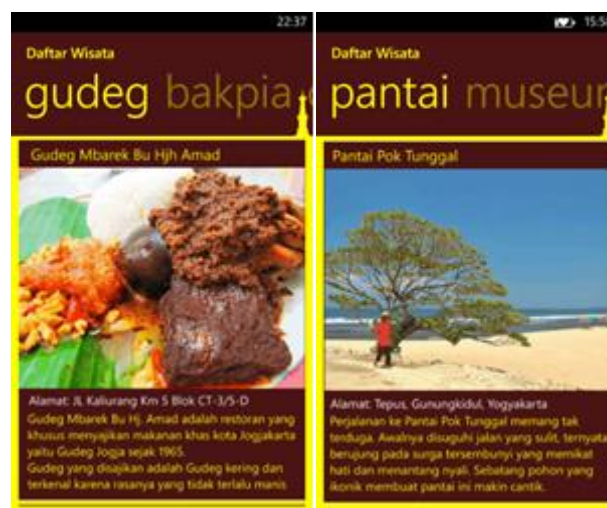 22:37
Daftar Wisata
gudeg bakpia
Gudeg Mbarek Bu Hjh Amad
Alamat: JL Kaliurang Km 5 Blok CT-3/5-D
Gudeg Mbarek Bu Hj. Amad adalah restoran yang
khusus menyajikan makanan khas kota Jogjakarta
yaitu Gudeg Jogja sejak 1965.
Gudeg yang disajikan adalah Gudeg kering dan
terkenal karena rasanya yang tidak terlalu manis
Daftar Wisata
pantai museu
Pantai Pok Tunggal
Alamat: Tepus, Gunungkidul, Yogyakarta
Perjalanan ke Pantai Pok Tunggal memang tak
terduga. Awalnya disuguhi jalan yang sulit, ternyata
berujung pada surga tersembunyi yang memikat
hati dan menantang nyali. Sebatang pohon yang
ikonik membuat pantai ini makin cantik.